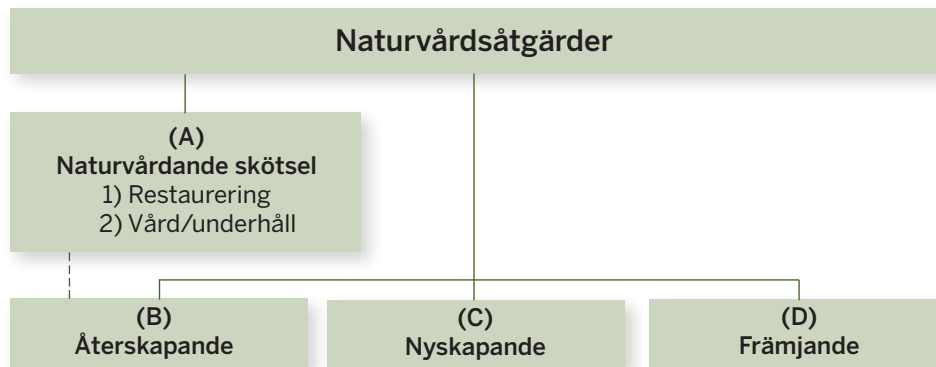 Naturvårdsåtgärder
(A)
Naturvårdande skötsel
1) Restaurering
2) Vård/underhåll
(B)
Återskapande
(C)
Nyskapande
(D)
Främjande